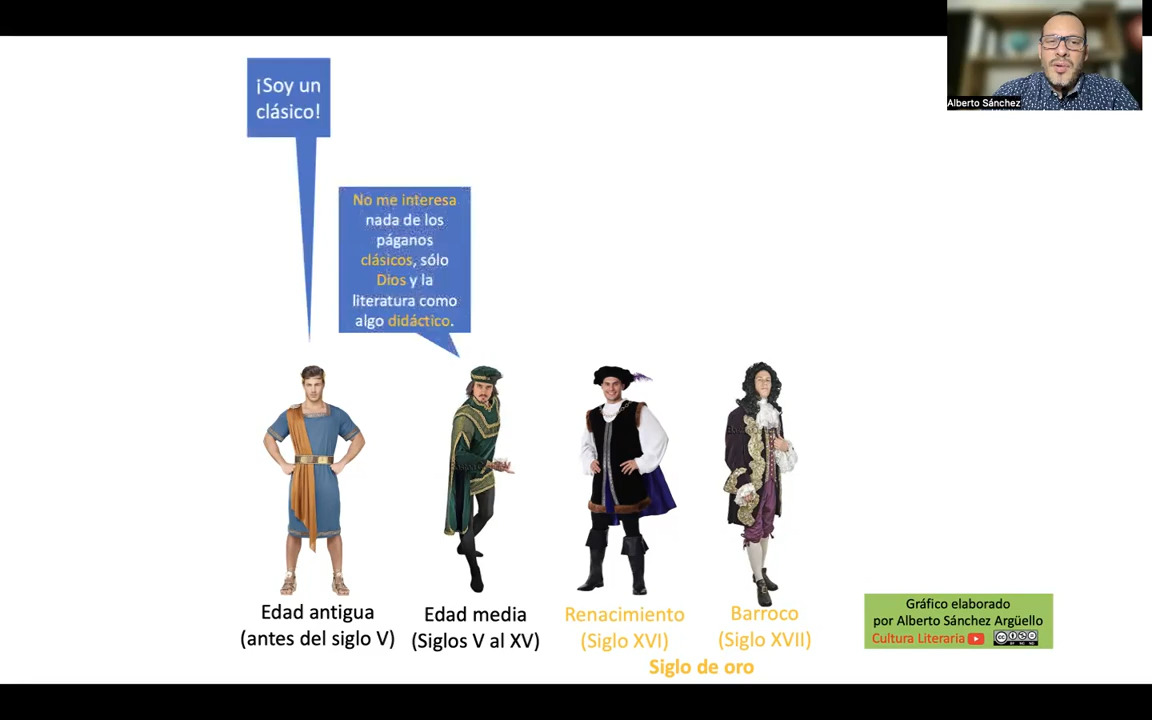 Alberto Sánchez
¡Soy un
clásico!
No me interesa
nada de los
páganos
clásicos, sólo
Dios y la
literatura como
algo didáctico.
Edad antigua
(antes del siglo V)
Edad media
(Siglos V al XV)
Renacimiento
(Siglo XVI)
Barroco
(Siglo XVII)
Siglo de oro
Gráfico elaborado
por Alberto Sánchez Argüello
Cultura Literaria